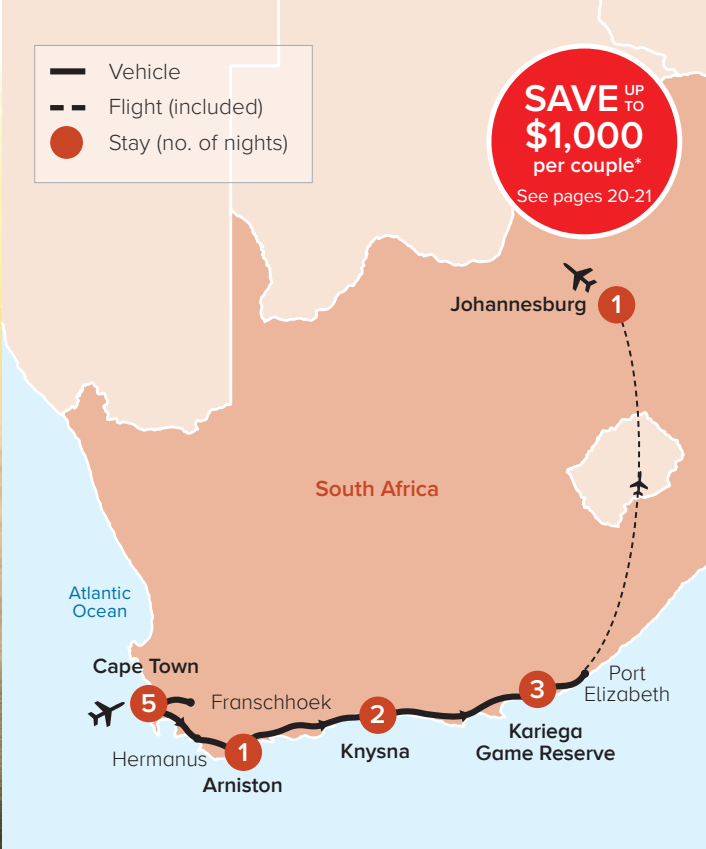 Vehicle
Flight (included)
Stay (no. of nights)
SAVE UP TO
$1,000
per couple*
See pages 20-21
Johannesburg 1
South Africa
Atlantic
Ocean
Cape Town
5
Franschhoek
Hermanus
1
Arniston
2
Knysna
3
Kariega
Game Reserve
Port
Elizabeth